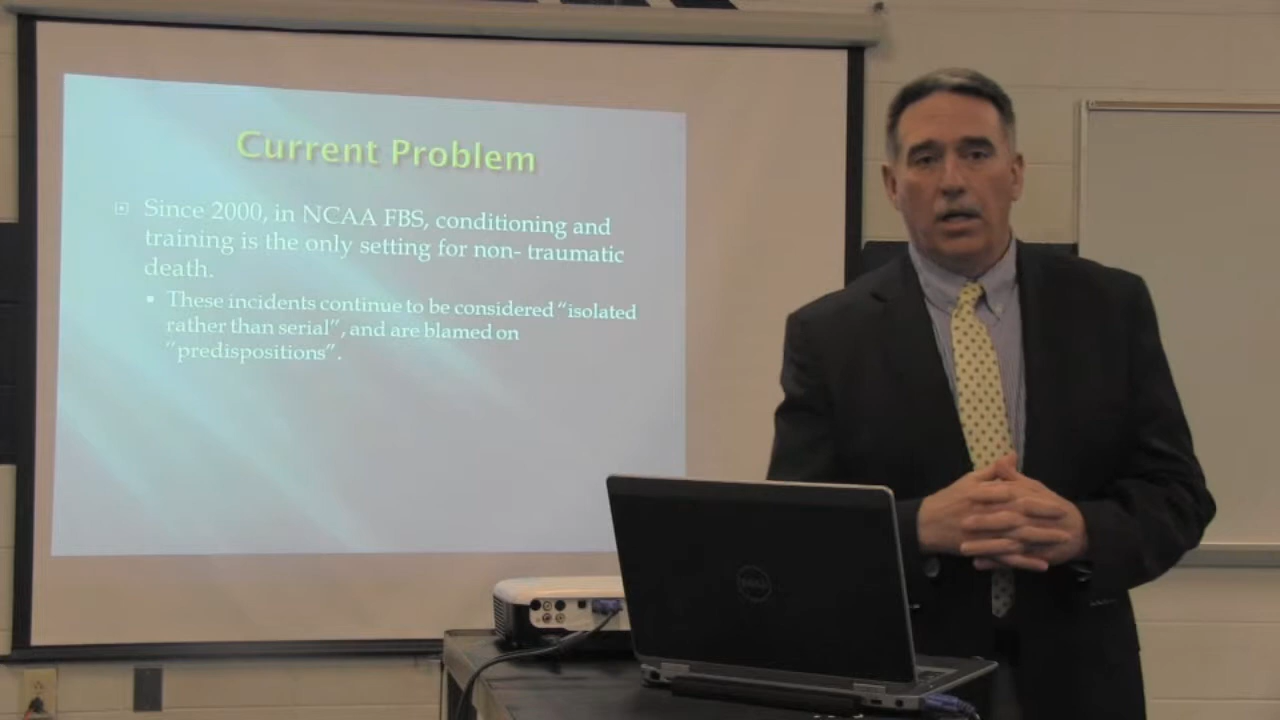 Current Problem
Since 2000, in NCAA FBS, conditioning and
training is the only setting for non- traumatic
death.
These incidents continue to be considered “isolated
rather than serial”, and are blamed on
“predispositions”.
DELL